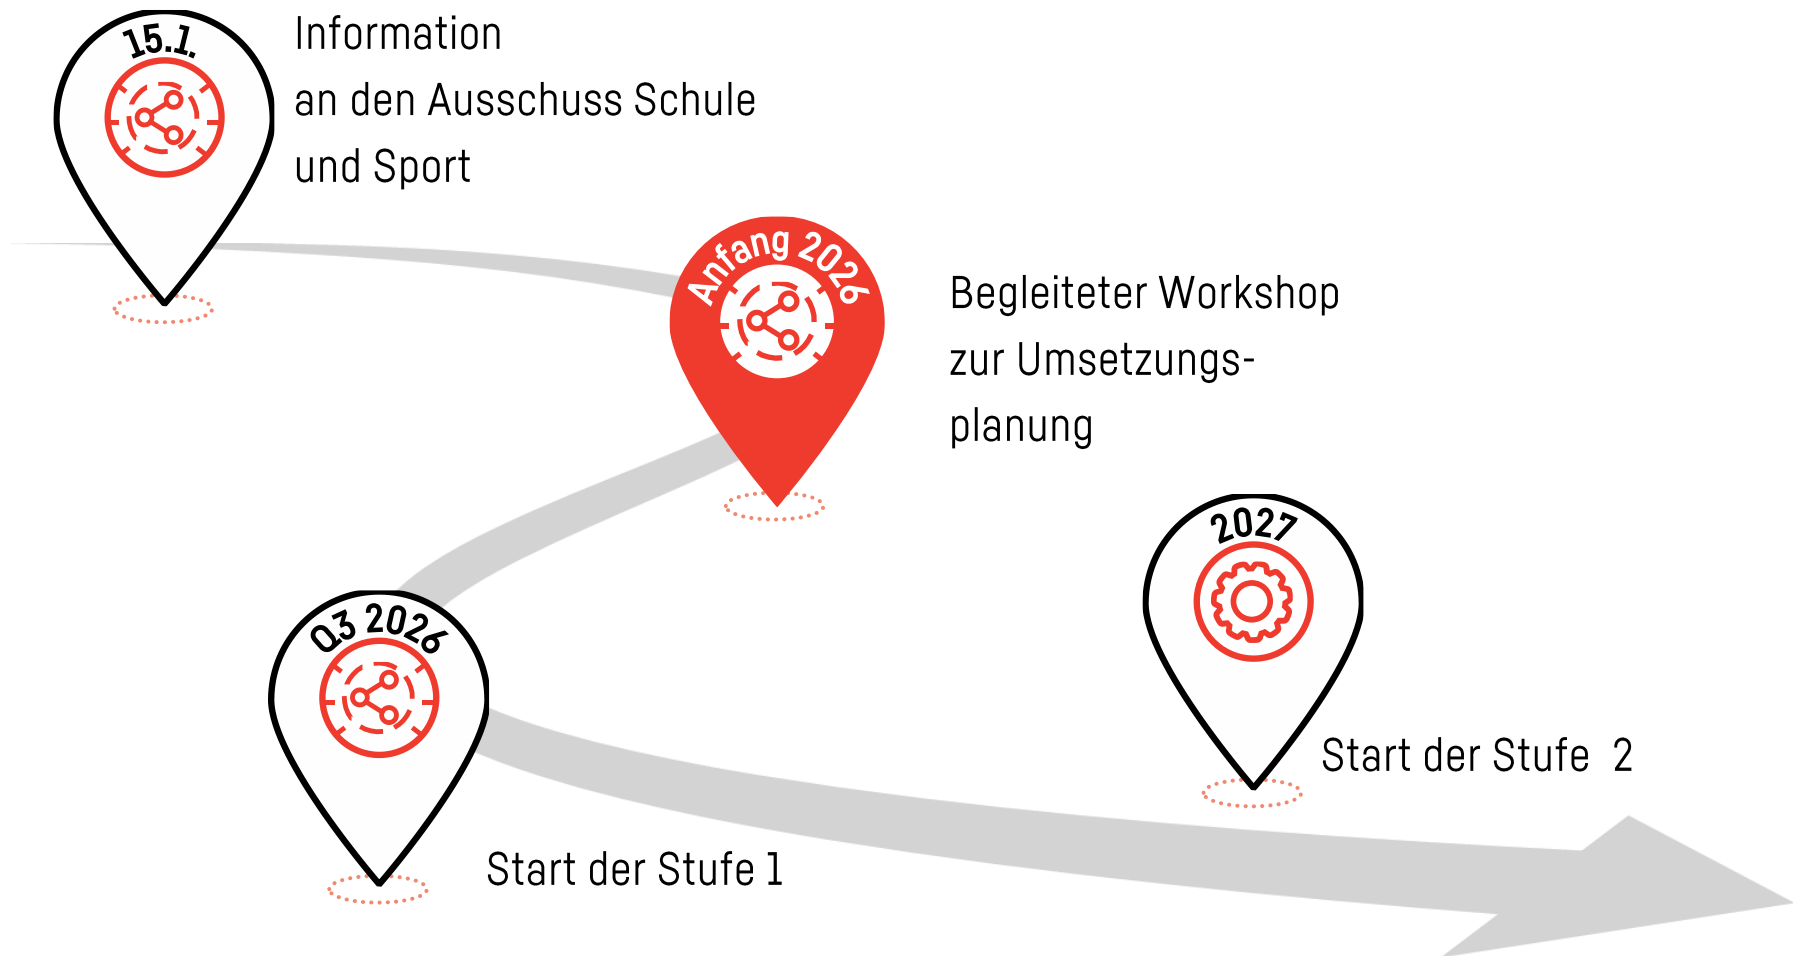 15.1.
Information
an den Ausschuss Schule
und Sport
Anfang 2026
Begleiteter Workshop
zur Umsetzungs-
planung
Q3 2026
Start der Stufe 1
2027
Start der Stufe 2